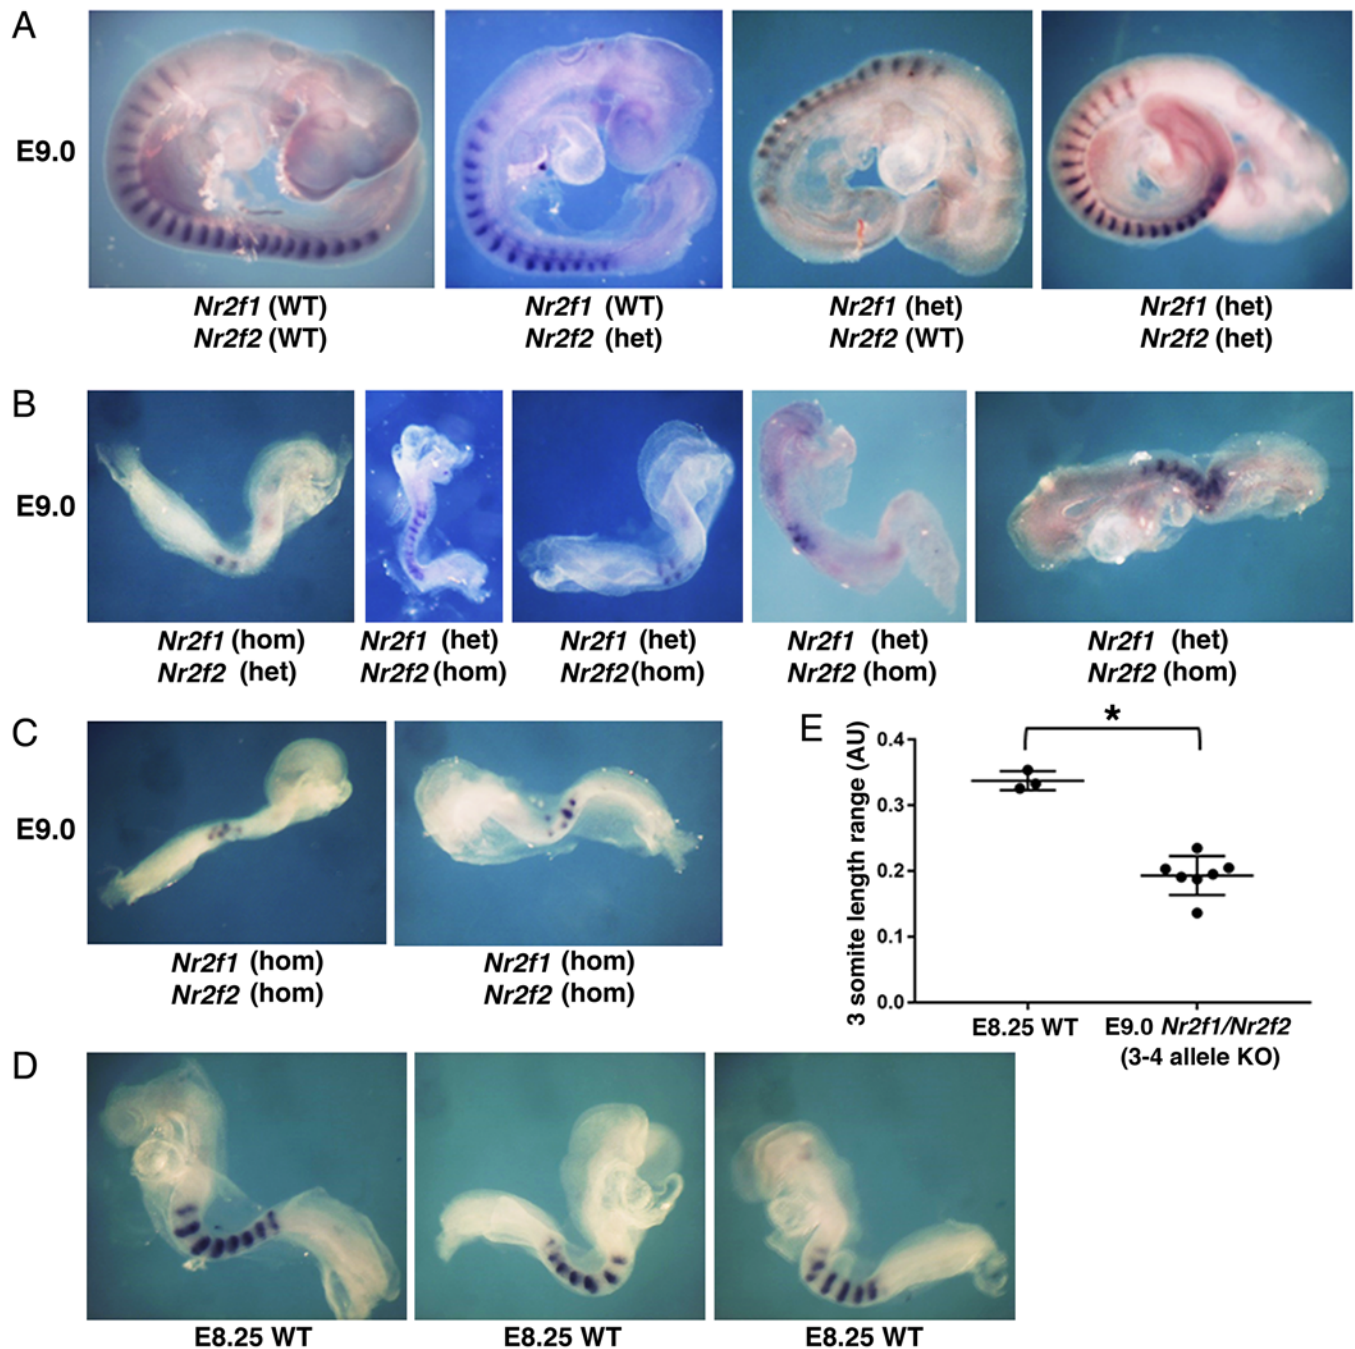 A
E9.0
Nr2f1 (WT)
Nr2f2 (WT)
Nr2f1 (WT)
Nr2f2 (het)
Nr2f1 (het)
Nr2f2 (WT)
Nr2f1 (het)
Nr2f2 (het)
B
E9.0
Nr2f1 (hom)
Nr2f2 (het)
Nr2f1 (het)
Nr2f2 (hom)
Nr2f1 (het)
Nr2f2 (hom)
Nr2f1 (het)
Nr2f2 (hom)
Nr2f1 (het)
Nr2f2 (hom)
C
E9.0
Nr2f1 (hom)
Nr2f2 (hom)
Nr2f1 (hom)
Nr2f2 (hom)
E
3 somite length range (AU)
0.4
0.3
0.2
0.1
0.0
*
E8.25 WT
E9.0 Nr2f1/Nr2f2
(3-4 allele KO)
D
E8.25 WT
E8.25 WT
E8.25 WT